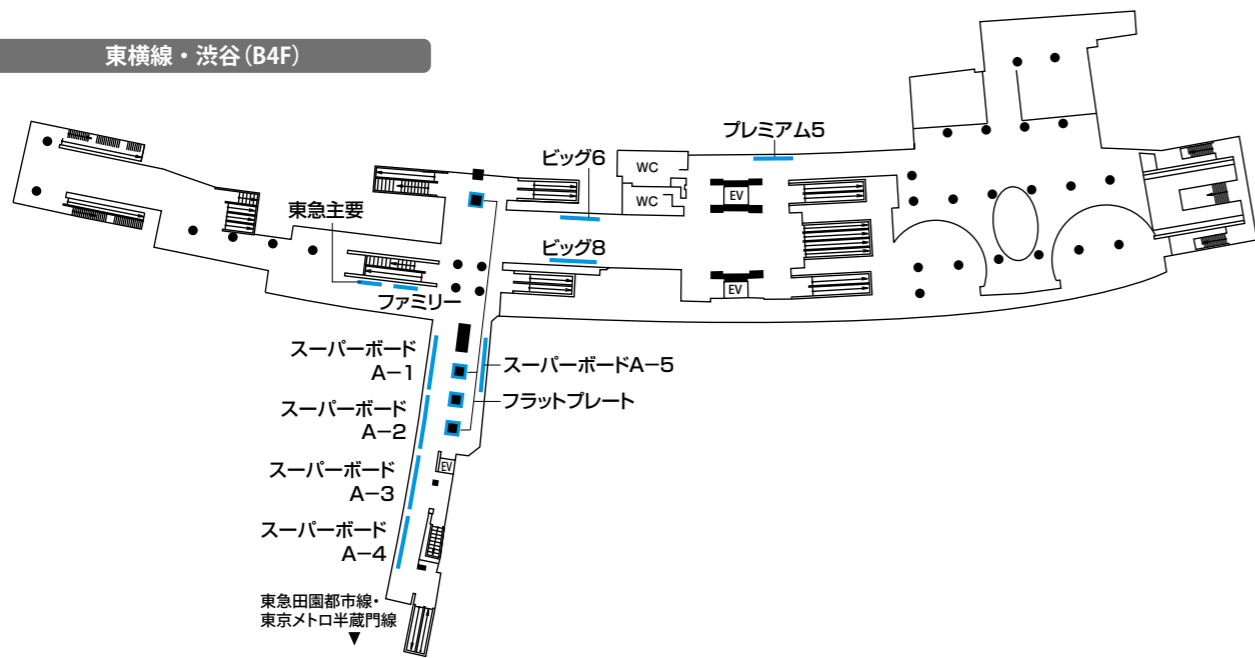 東横線・渋谷(B4F)
プレミアム5
ビッグ6
WC
WC
EV
東急主要
ビッグ8
EV
ファミリー
スーパーボード
A−1
スーパーボードA−5
フラットプレート
スーパーボード
A−2
EV
スーパーボード
A−3
スーパーボード
A−4
東急田園都市線・
東京メトロ半蔵門線
▼